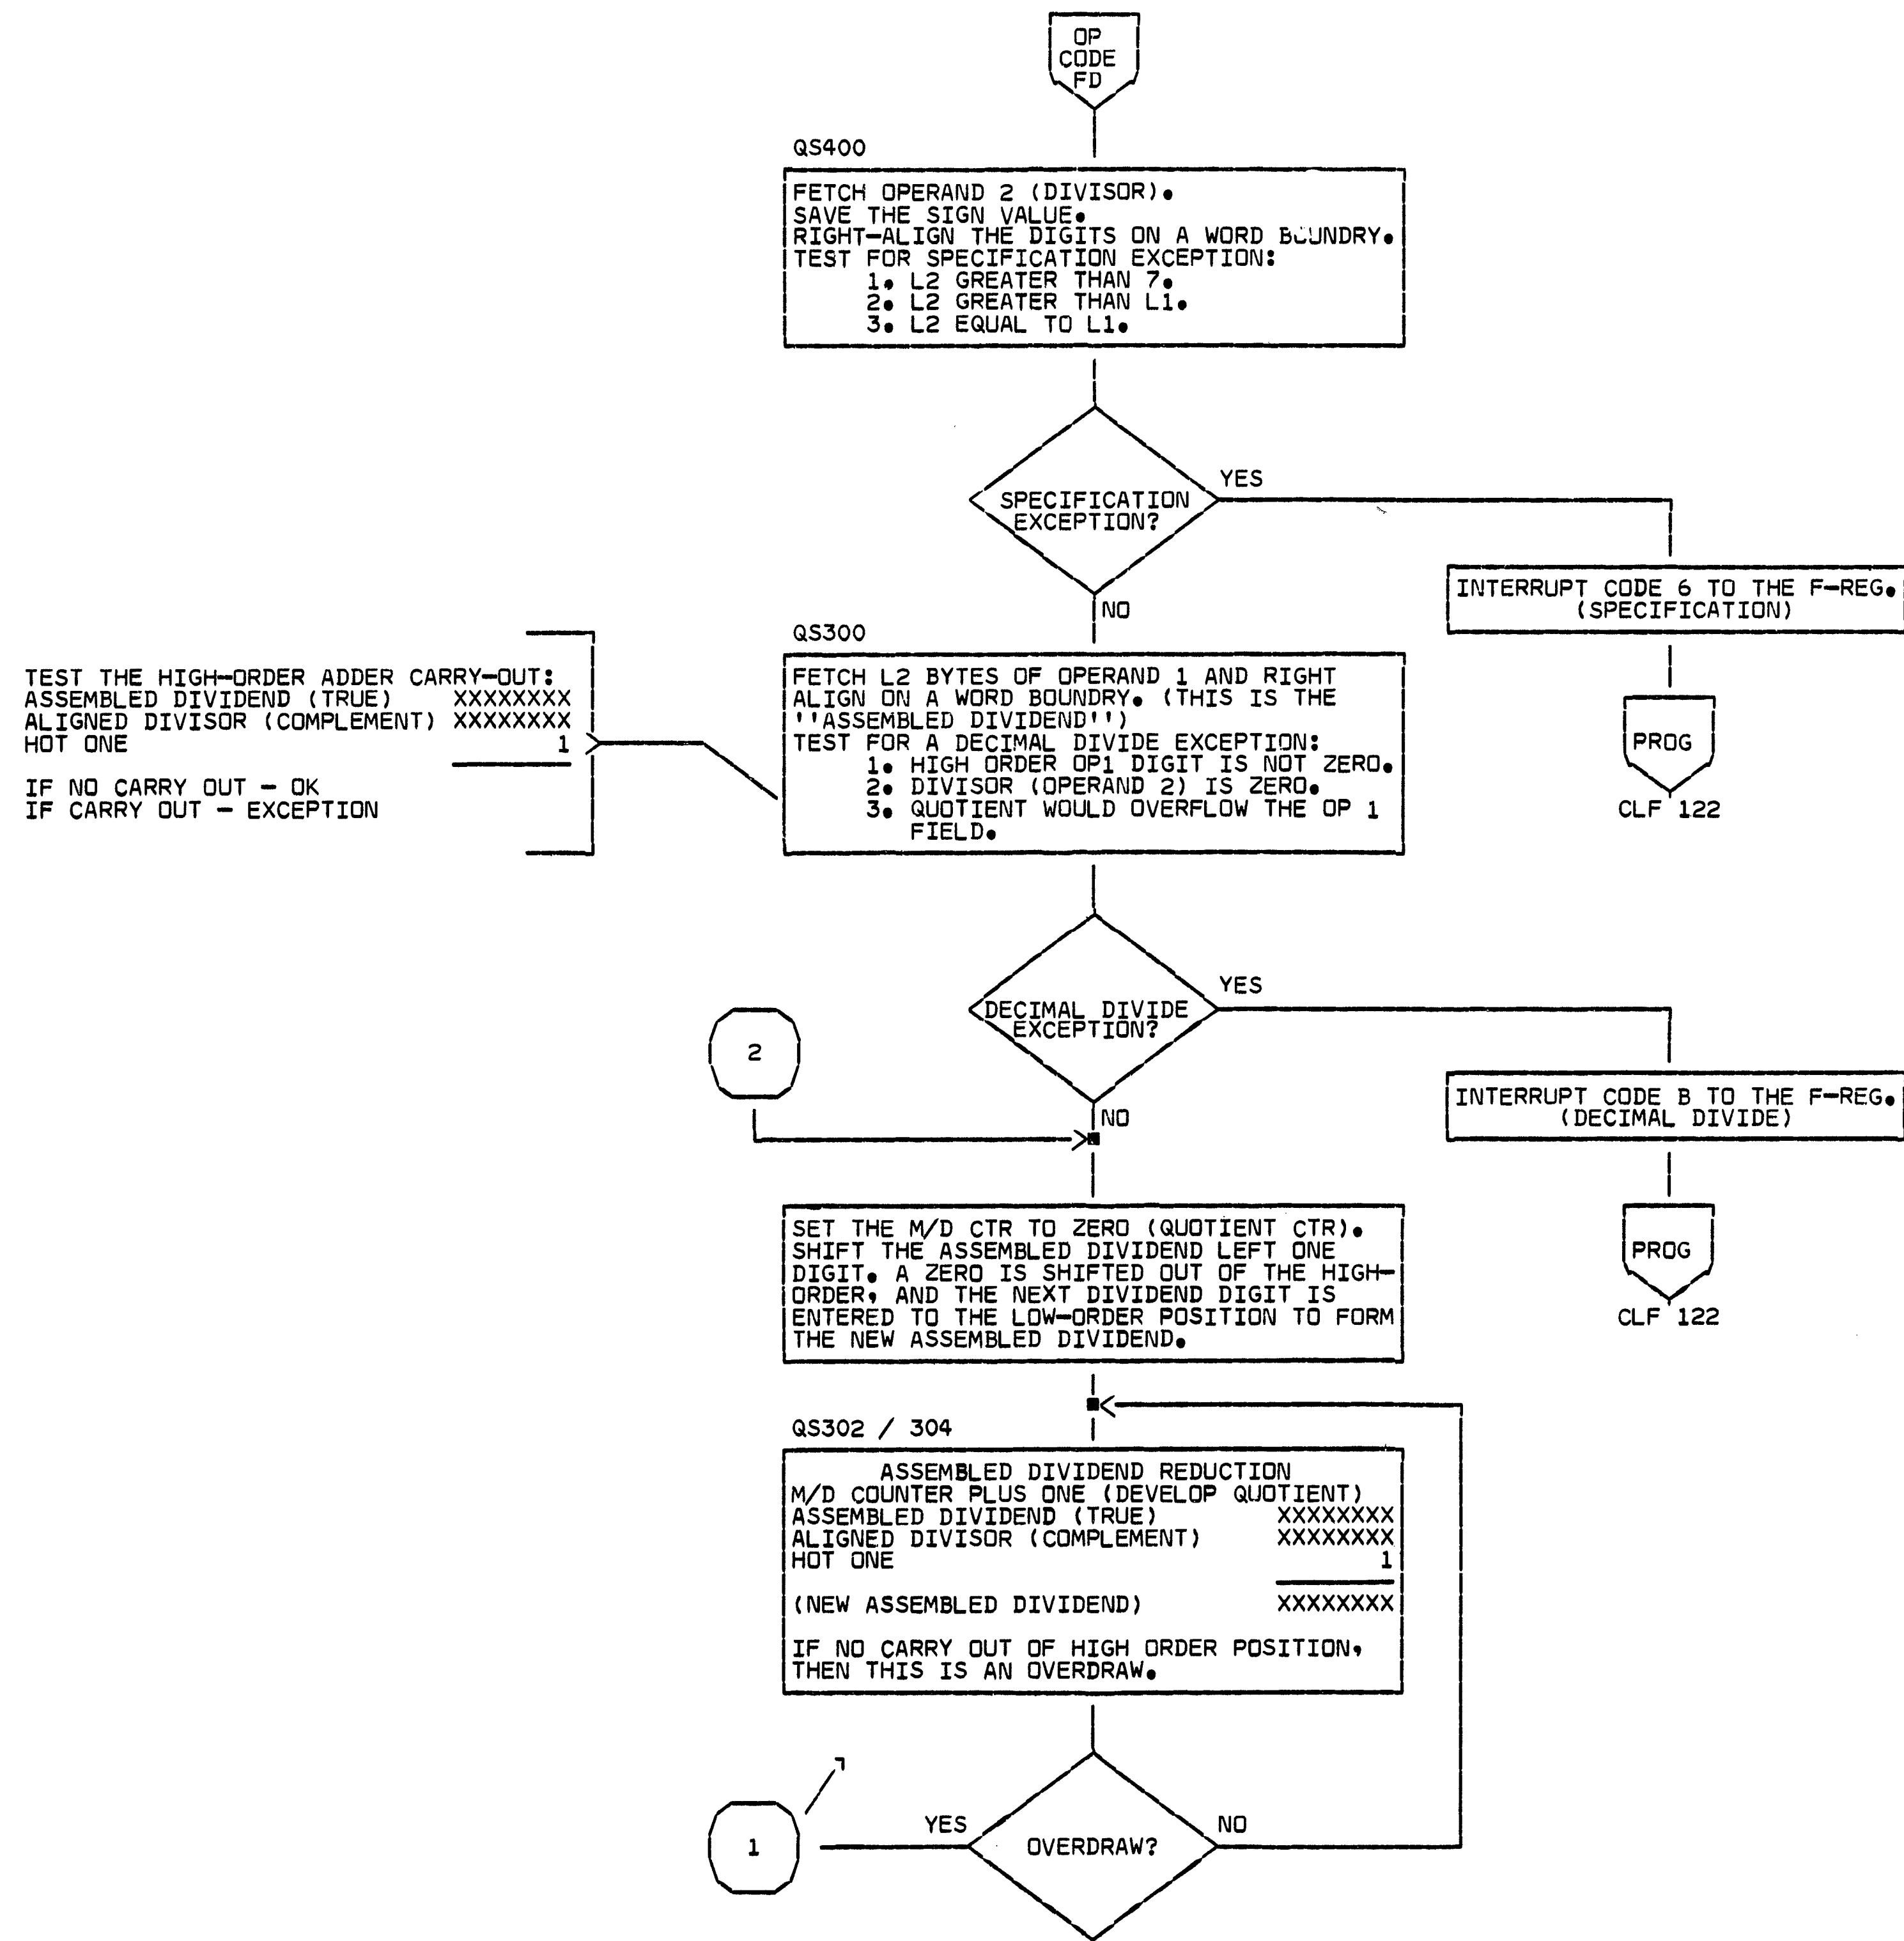 OP
CODE
FD
QS400
FETCH OPERAND 2 (DIVISOR).
SAVE THE SIGN VALUE.
RIGHT-ALIGN THE DIGITS ON A WORD BOUNDRY.
TEST FOR SPECIFICATION EXCEPTION:
1. L2 GREATER THAN 7.
2. L2 GREATER THAN L1.
3. L2 EQUAL TO L1.
SPECIFICATION
EXCEPTION?
YES
NO
INTERRUPT CODE 6 TO THE F-REG.
(SPECIFICATION)
PROG
CLF 122
QS300
FETCH L2 BYTES OF OPERAND 1 AND RIGHT
ALIGN ON A WORD BOUNDRY. (THIS IS THE
''ASSEMBLED DIVIDEND'')
TEST FOR A DECIMAL DIVIDE EXCEPTION:
1. HIGH ORDER OP1 DIGIT IS NOT ZERO.
2. DIVISOR (OPERAND 2) IS ZERO.
3. QUOTIENT WOULD OVERFLOW THE OP 1
FIELD.
TEST THE HIGH-ORDER ADDER CARRY-OUT:
ASSEMBLED DIVIDEND (TRUE) XXXXXXXX
ALIGNED DIVISOR (COMPLEMENT) XXXXXXXX
HOT ONE 1
IF NO CARRY OUT - OK
IF CARRY OUT - EXCEPTION
DECIMAL DIVIDE
EXCEPTION?
YES
NO
2
INTERRUPT CODE B TO THE F-REG.
(DECIMAL DIVIDE)
PROG
CLF 122
SET THE M/D CTR TO ZERO (QUOTIENT CTR).
SHIFT THE ASSEMBLED DIVIDEND LEFT ONE
DIGIT. A ZERO IS SHIFTED OUT OF THE HIGH-
ORDER, AND THE NEXT DIVIDEND DIGIT IS
ENTERED TO THE LOW-ORDER POSITION TO FORM
THE NEW ASSEMBLED DIVIDEND.
QS302 / 304
ASSEMBLED DIVIDEND REDUCTION
M/D COUNTER PLUS ONE (DEVELOP QUOTIENT)
ASSEMBLED DIVIDEND (TRUE) XXXXXXXX
ALIGNED DIVISOR (COMPLEMENT) XXXXXXXX
HOT ONE 1
(NEW ASSEMBLED DIVIDEND) XXXXXXXX
IF NO CARRY OUT OF HIGH ORDER POSITION,
THEN THIS IS AN OVERDRAW.
OVERDRAW?
YES
NO
1